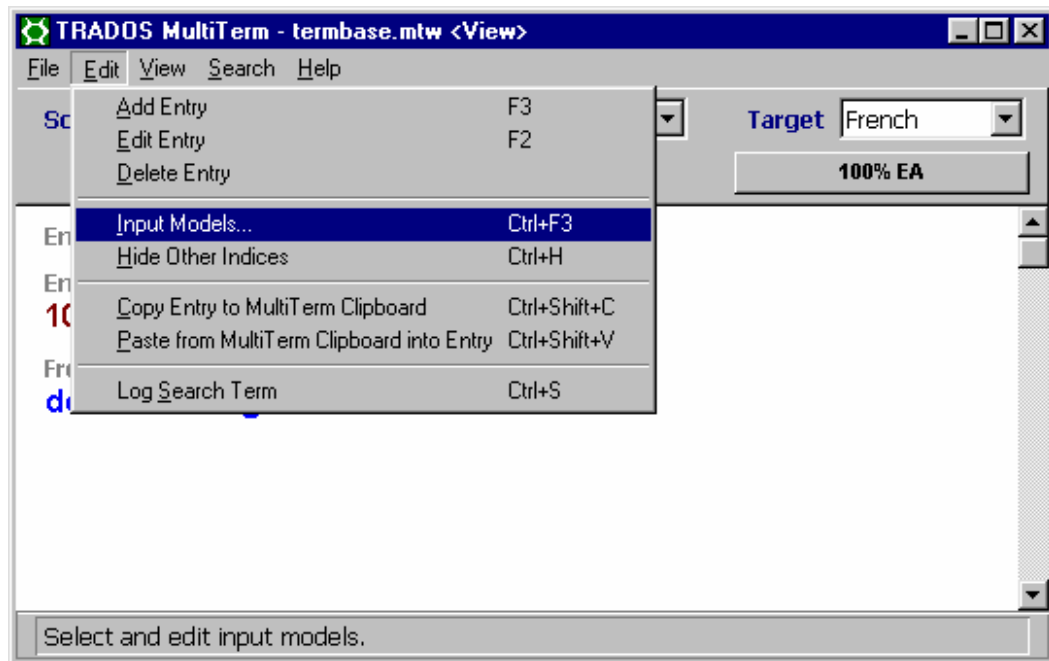 TRADOS MultiTerm - termbase.mtw <View>
File Edit View Search Help
Target French
100% EA
Add Entry F3
Edit Entry F2
Delete Entry
Input Models... Ctrl+F3
Hide Other Indices Ctrl+H
Copy Entry to MultiTerm Clipboard Ctrl+Shift+C
Paste from MultiTerm Clipboard into Entry Ctrl+Shift+V
Log Search Term Ctrl+S
Select and edit input models.